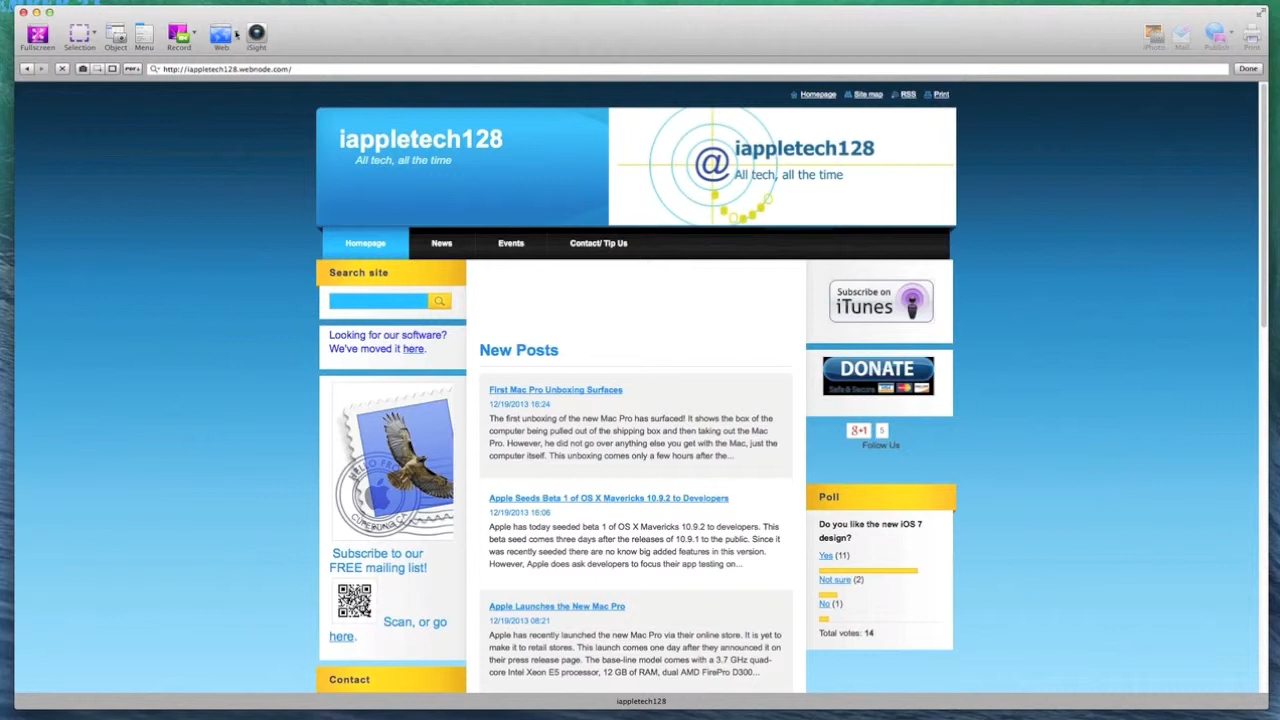 Fullscreen
Selection
Object
Menu
Record
Web
iSight
iPhoto
Mail
Publish
Print
PDF
http://iappletech128.webnode.com/
Done
Homepage
Site map
RSS
Print
iappletech128
All tech, all the time
@
iappletech128
All tech, all the time
Homepage
News
Events
Contact/ Tip Us
Search site
Looking for our software?
We've moved it here.
HELLO FROM
CUPERTINO, CA
Subscribe to our
FREE mailing list!
Scan, or go
here.
Contact
New Posts
First Mac Pro Unboxing Surfaces
12/19/2013 16:24
The first unboxing of the new Mac Pro has surfaced! It shows the box of the
computer being pulled out of the shipping box and then taking out the Mac
Pro. However, he did not go over anything else you get with the Mac, just the
computer itself. This unboxing comes only a few hours after the...
Apple Seeds Beta 1 of OS X Mavericks 10.9.2 to Developers
12/19/2013 16:06
Apple has today seeded beta 1 of OS X Mavericks 10.9.2 to developers. This
beta seed comes three days after the releases of 10.9.1 to the public. Since it
was recently seeded there are no know big added features in this version.
However, Apple does ask developers to focus their app testing on...
Apple Launches the New Mac Pro
12/19/2013 08:21
Apple has recently launched the new Mac Pro via their online store. It is yet to
make it to retail stores. This launch comes one day after they announced it on
their press release page. The base-line model comes with a 3.7 GHz quad-
core Intel Xeon E5 processor, 12 GB of RAM, dual AMD FirePro D300...
Subscribe on
iTunes
DONATE
Safe & Secure
g+1
5
Follow Us
Poll
Do you like the new iOS 7
design?
Yes (11)
Not sure (2)
No (1)
Total votes: 14
iappletech128